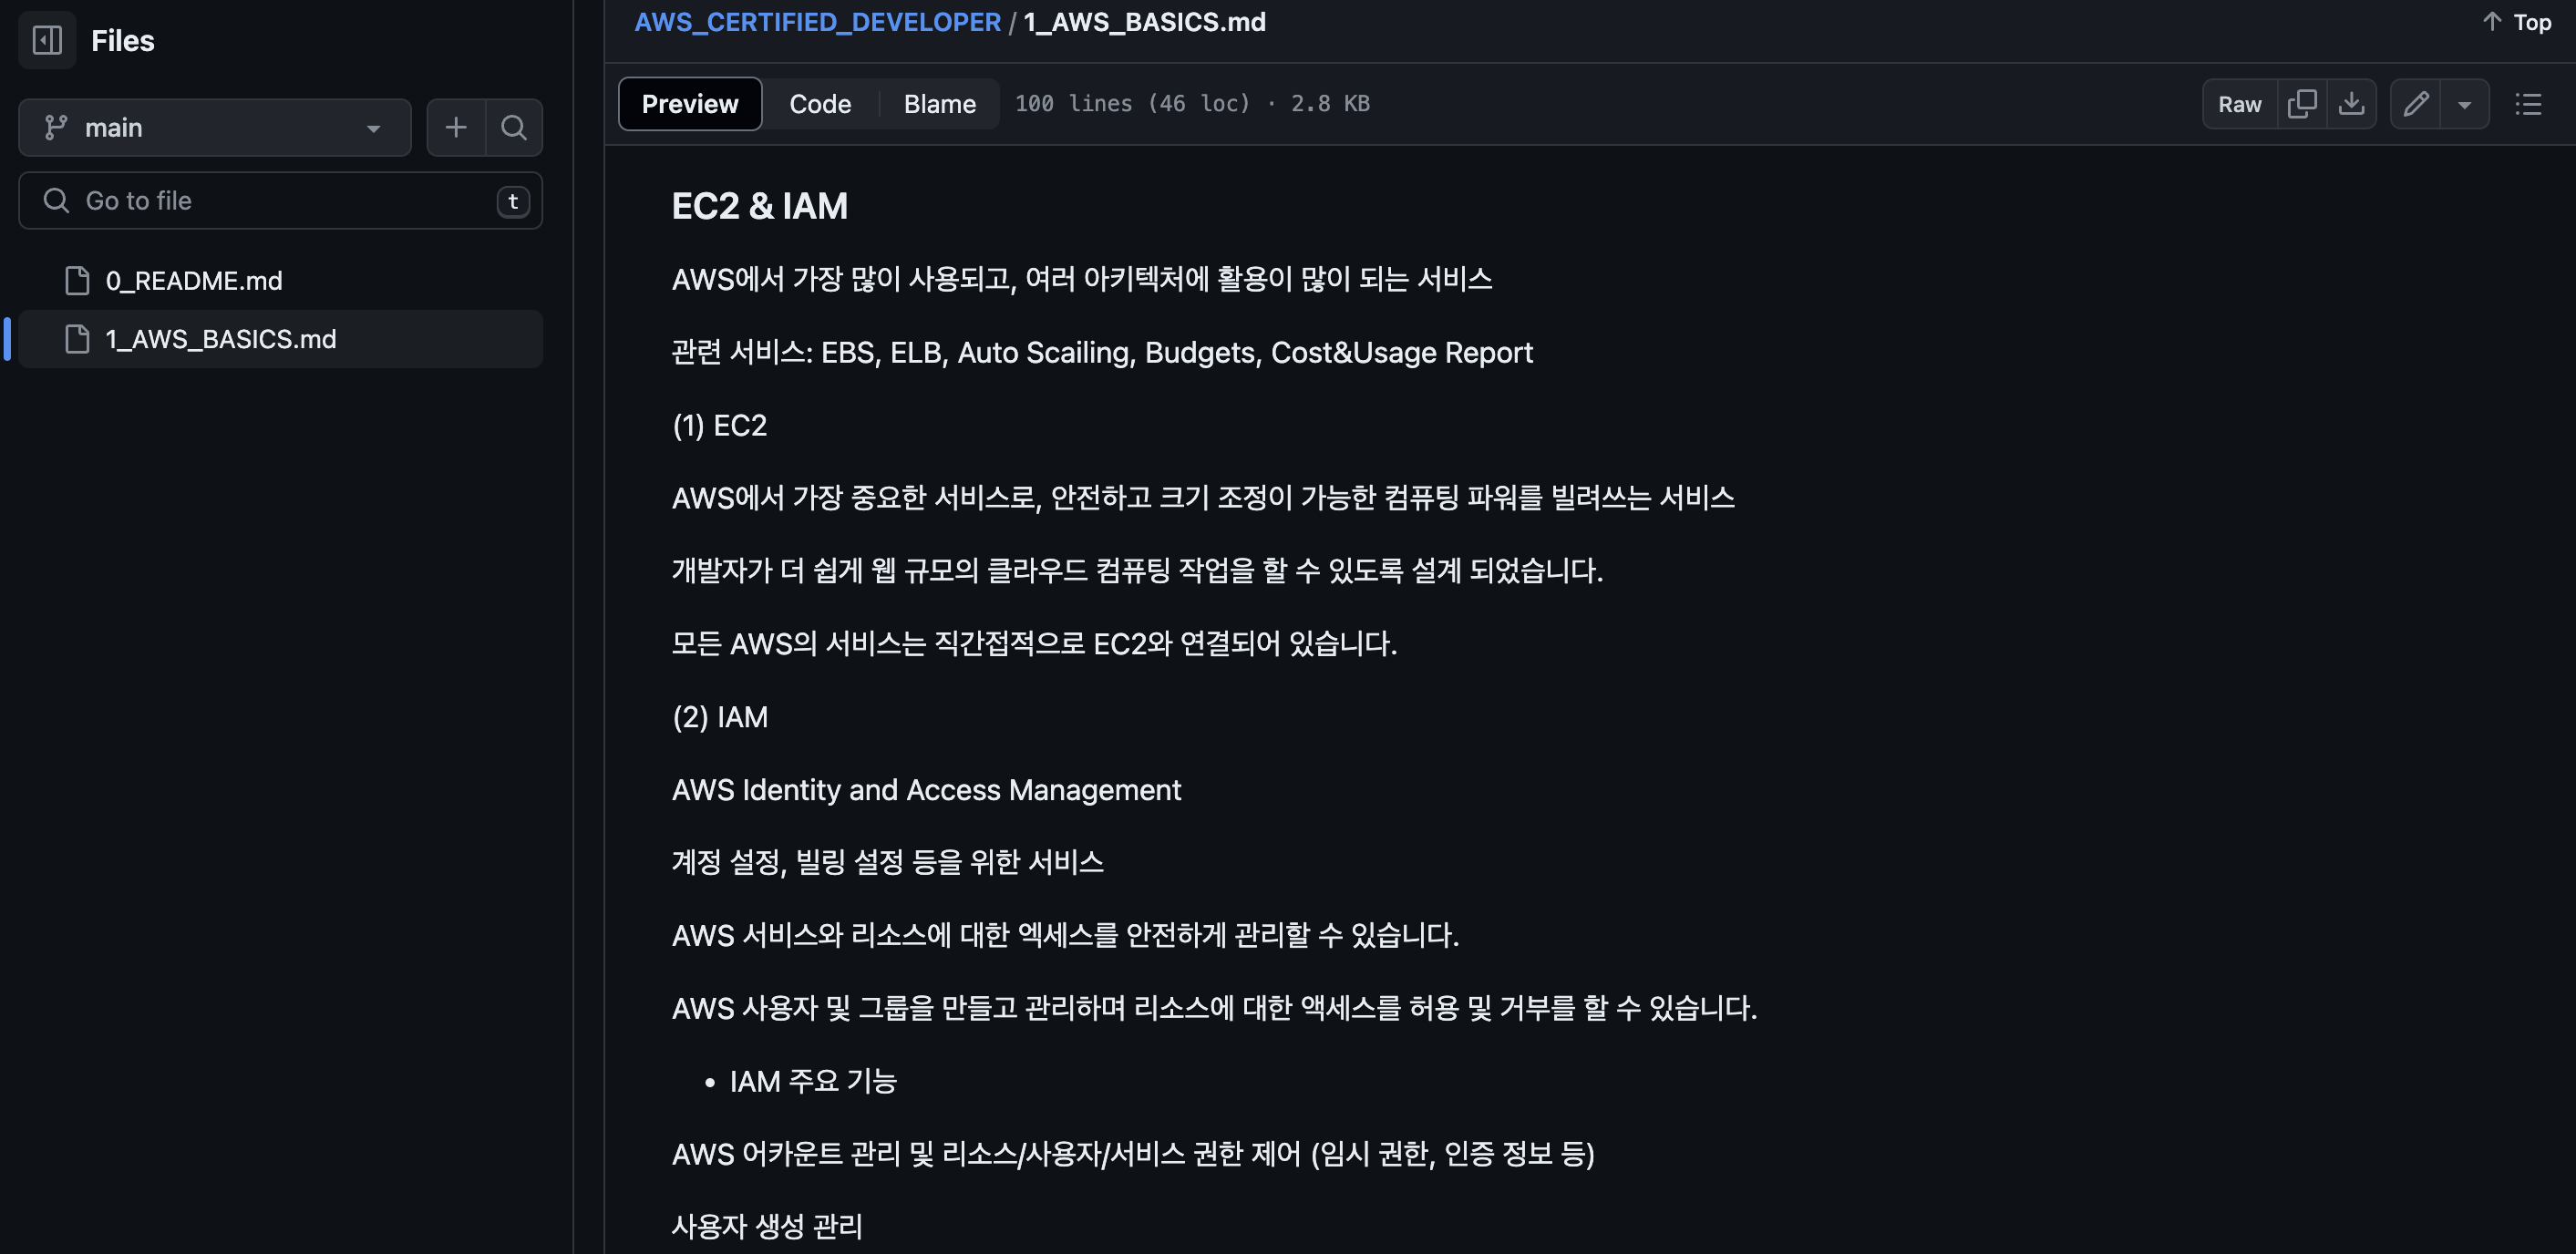 Files
main
Go to file
t
0_README.md
1_AWS_BASICS.md
AWS_CERTIFIED_DEVELOPER / 1_AWS_BASICS.md
Top
Preview
Code
Blame
100 lines (46 loc) · 2.8 KB
Raw
EC2 & IAM
AWS에서 가장 많이 사용되고, 여러 아키텍처에 활용이 많이 되는 서비스
관련 서비스: EBS, ELB, Auto Scailing, Budgets, Cost&Usage Report
(1) EC2
AWS에서 가장 중요한 서비스로, 안전하고 크기 조정이 가능한 컴퓨팅 파워를 빌려쓰는 서비스
개발자가 더 쉽게 웹 규모의 클라우드 컴퓨팅 작업을 할 수 있도록 설계 되었습니다.
모든 AWS의 서비스는 직간접적으로 EC2와 연결되어 있습니다.
(2) IAM
AWS Identity and Access Management
계정 설정, 빌링 설정 등을 위한 서비스
AWS 서비스와 리소스에 대한 엑세스를 안전하게 관리할 수 있습니다.
AWS 사용자 및 그룹을 만들고 관리하며 리소스에 대한 액세스를 허용 및 거부를 할 수 있습니다.
• IAM 주요 기능
AWS 어카운트 관리 및 리소스/사용자/서비스 권한 제어 (임시 권한, 인증 정보 등)
사용자 생성 관리